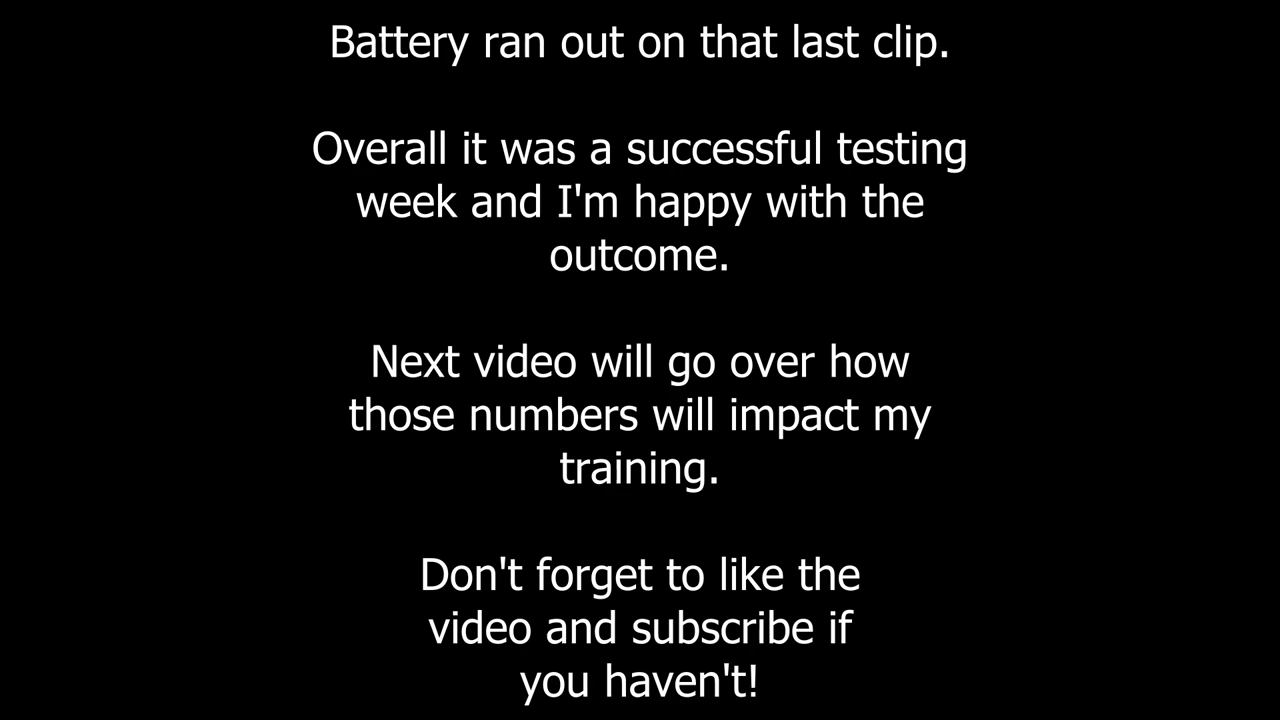 Battery ran out on that last clip.
Overall it was a successful testing
week and I'm happy with the
outcome.
Next video will go over how
those numbers will impact my
training.
Don't forget to like the
video and subscribe if
you haven't!